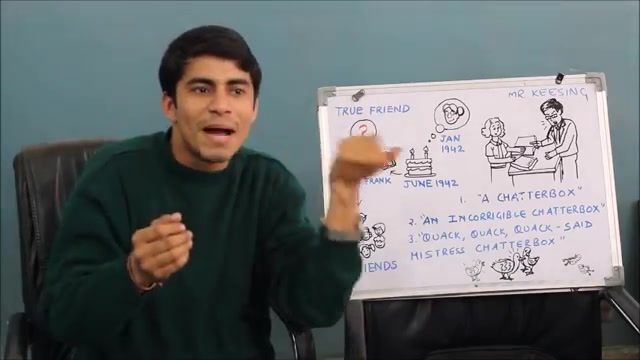 TRUE FRIEND
MR KEESING
?
JAN
1942
FRANK
JUNE 1942
1. "A CHATTERBOX"
2. "AN INCORRIGIBLE CHATTERBOX"
3. "QUACK, QUACK, QUACK - SAID
MISTRESS CHATTERBOX"